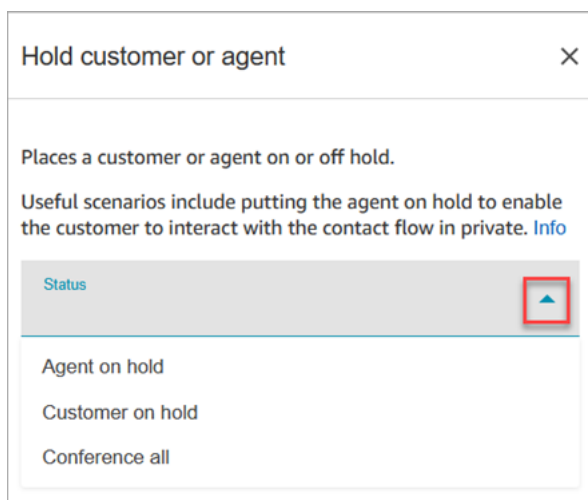 Hold customer or agent
Places a customer or agent on or off hold.
Useful scenarios include putting the agent on hold to enable
the customer to interact with the contact flow in private. Info
Status
Agent on hold
Customer on hold
Conference all